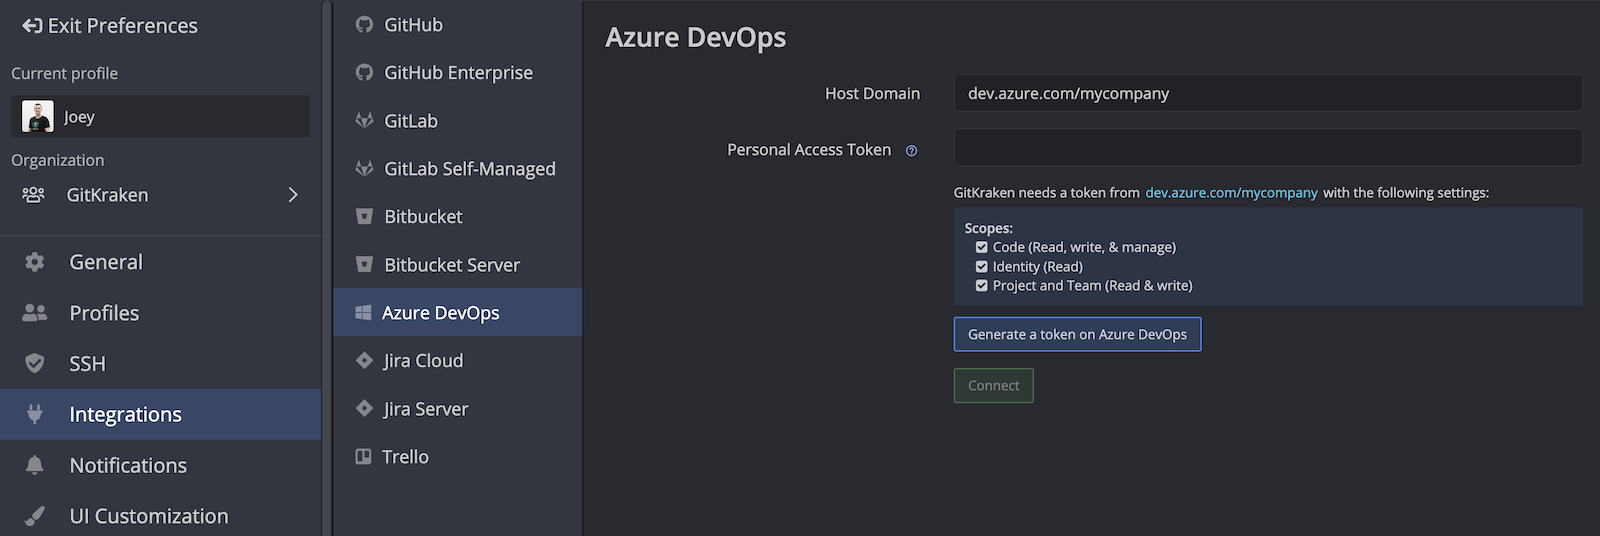 Exit Preferences
Current profile
Joey
Organization
GitKraken
General
Profiles
SSH
Integrations
Notifications
UI Customization
GitHub
GitHub Enterprise
GitLab
GitLab Self-Managed
Bitbucket
Bitbucket Server
Azure DevOps
Jira Cloud
Jira Server
Trello
Azure DevOps
Host Domain
dev.azure.com/mycompany
Personal Access Token
GitKraken needs a token from dev.azure.com/mycompany with the following settings:
Scopes:
Code (Read, write, & manage)
Identity (Read)
Project and Team (Read & write)
Generate a token on Azure DevOps
Connect